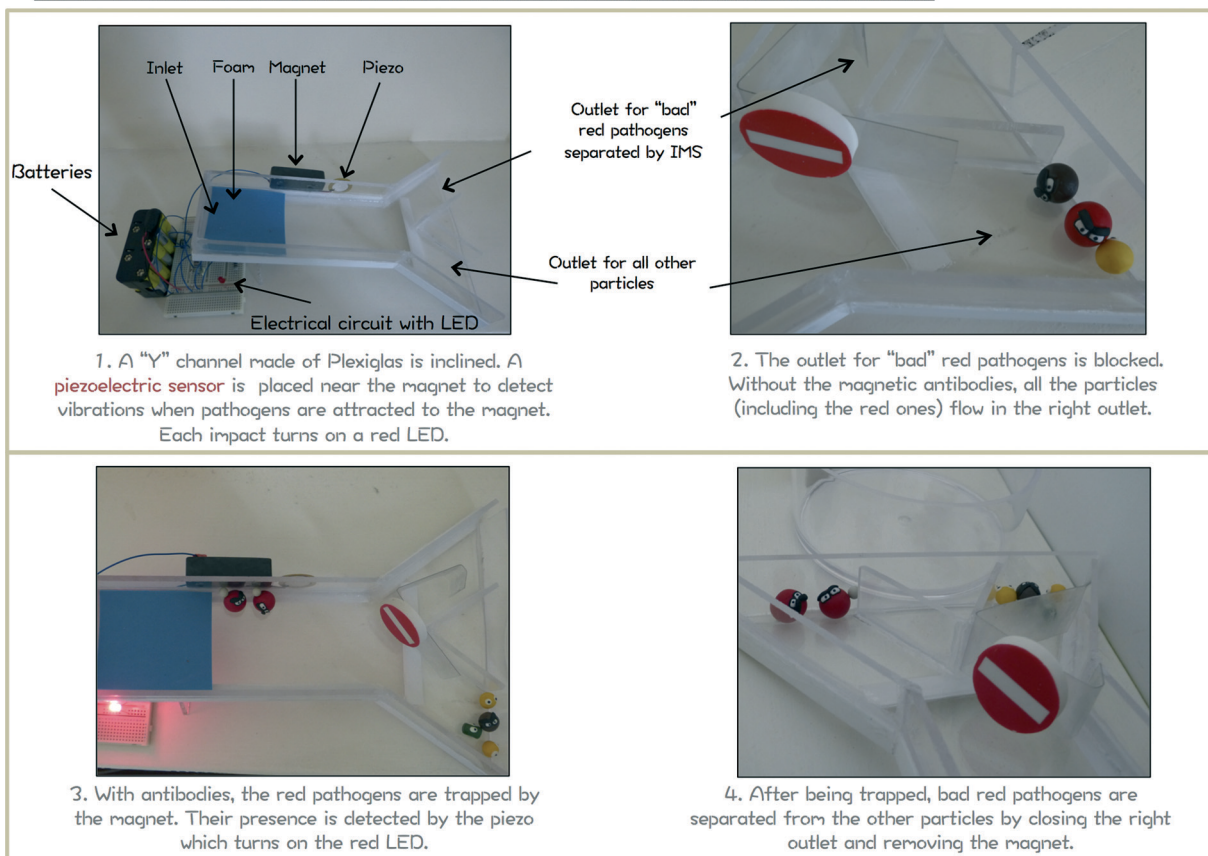 Inlet Foam Magnet Piezo
Batteries
Electrical circuit with LED
Outlet for "bad"
red pathogens
separated by IMS
Outlet for all other
particles
1. A "Y" channel made of Plexiglas is inclined. A
piezoelectric sensor is placed near the magnet to detect
vibrations when pathogens are attracted to the magnet.
Each impact turns on a red LED.
2. The outlet for "bad" red pathogens is blocked.
Without the magnetic antibodies, all the particles
(including the red ones) flow in the right outlet.
3. With antibodies, the red pathogens are trapped by
the magnet. Their presence is detected by the piezo
which turns on the red LED.
4. After being trapped, bad red pathogens are
separated from the other particles by closing the right
outlet and removing the magnet.